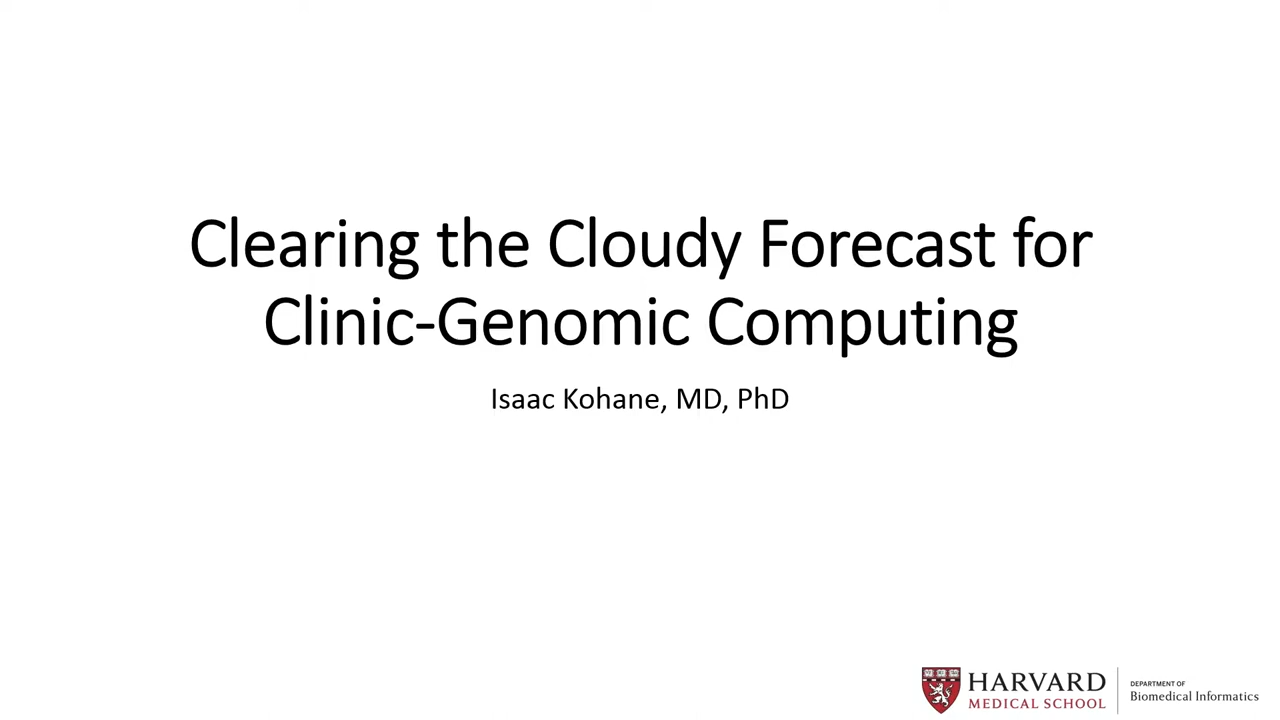 Clearing the Cloudy Forecast for
Clinic-Genomic Computing
Isaac Kohane, MD, PhD
HARVARD
MEDICAL SCHOOL
DEPARTMENT OF
Biomedical Informatics